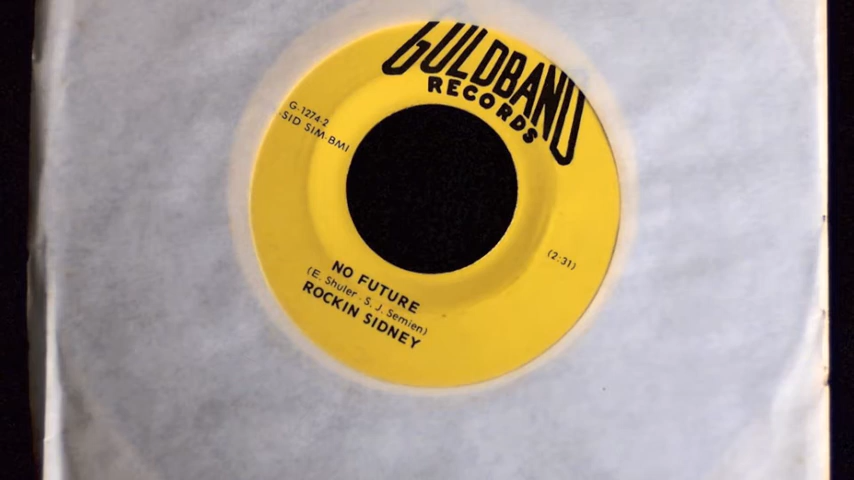 GOLDBAND
RECORDS
G-1274-2
-SID SIM-BMI
(2:31)
NO FUTURE
(E. Shuler - S. J. Semien)
ROCKIN SIDNEY